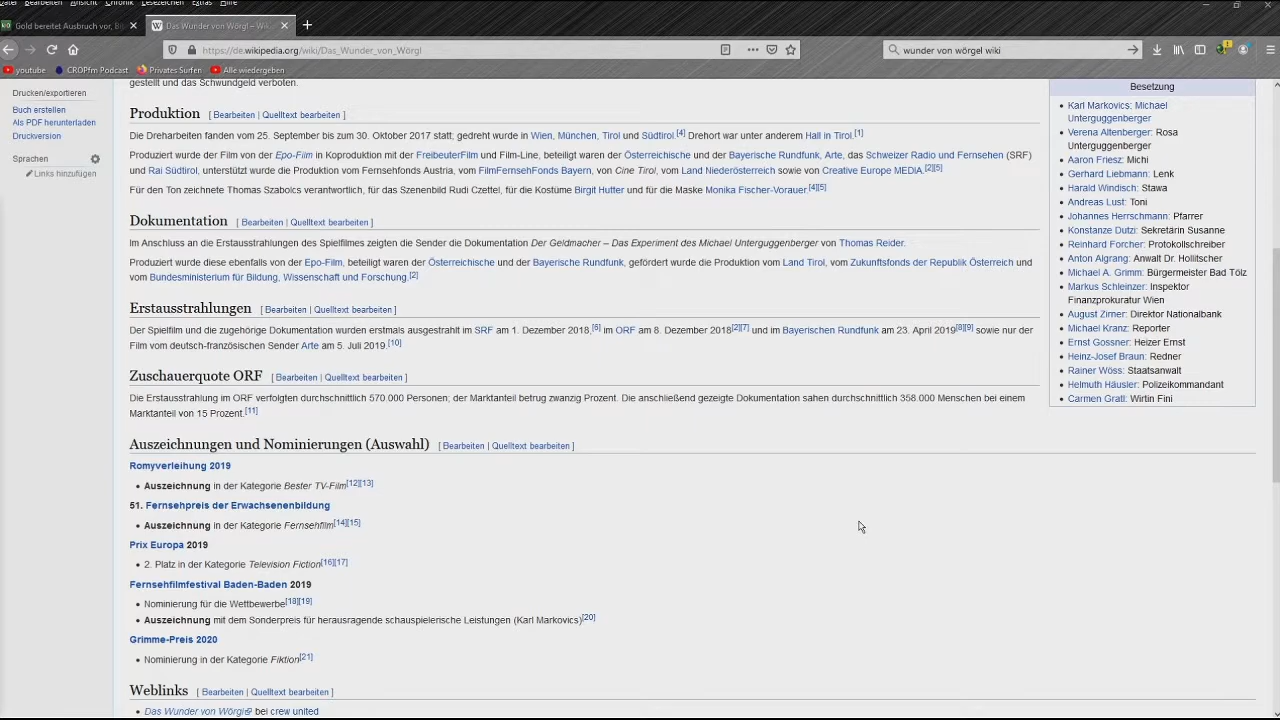 Datei Bearbeiten Ansicht Chronik Lesezeichen Extras Hilfe
Gold bereitet Ausbruch vor, Bi
Das Wunder von Wörgl – Wiki
https://de.wikipedia.org/wiki/Das_Wunder_von_Wörgl
wunder von wörgel wiki
youtube CROPfm Podcast Privates Surfen Alle wiedergeben
gestellt und das Schwundgeld verboten.
Drucken/exportieren
Buch erstellen
Als PDF herunterladen
Druckversion
Sprachen
Links hinzufügen
Produktion [ Bearbeiten | Quelltext bearbeiten ]
Die Dreharbeiten fanden vom 25. September bis zum 30. Oktober 2017 statt; gedreht wurde in Wien, München, Tirol und Südtirol.[4] Drehort war unter anderem Hall in Tirol.[1]
Produziert wurde der Film von der Epo-Film in Koproduktion mit der FreibeuterFilm und Film-Line, beteiligt waren der Österreichische und der Bayerische Rundfunk, Arte, das Schweizer Radio und Fernsehen (SRF)
und Rai Südtirol, unterstützt wurde die Produktion vom Fernsehfonds Austria, vom FilmFernsehFonds Bayern, von Cine Tirol, vom Land Niederösterreich sowie von Creative Europe MEDIA.[2][5]
Für den Ton zeichnete Thomas Szabolcs verantwortlich, für das Szenenbild Rudi Czettel, für die Kostüme Birgit Hutter und für die Maske Monika Fischer-Vorauer.[4][5]
Dokumentation [ Bearbeiten | Quelltext bearbeiten ]
Im Anschluss an die Erstausstrahlungen des Spielfilmes zeigten die Sender die Dokumentation Der Geldmacher – Das Experiment des Michael Unterguggenberger von Thomas Reider.
Produziert wurde diese ebenfalls von der Epo-Film, beteiligt waren der Österreichische und der Bayerische Rundfunk, gefördert wurde die Produktion vom Land Tirol, vom Zukunftsfonds der Republik Österreich und
vom Bundesministerium für Bildung, Wissenschaft und Forschung.[2]
Erstausstrahlungen [ Bearbeiten | Quelltext bearbeiten ]
Der Spielfilm und die zugehörige Dokumentation wurden erstmals ausgestrahlt im SRF am 1. Dezember 2018,[6] im ORF am 8. Dezember 2018[2][7] und im Bayerischen Rundfunk am 23. April 2019[8][9] sowie nur der
Film vom deutsch-französischen Sender Arte am 5. Juli 2019.[10]
Zuschauerquote ORF [ Bearbeiten | Quelltext bearbeiten ]
Die Erstausstrahlung im ORF verfolgten durchschnittlich 570.000 Personen; der Marktanteil betrug zwanzig Prozent. Die anschließend gezeigte Dokumentation sahen durchschnittlich 358.000 Menschen bei einem
Marktanteil von 15 Prozent.[11]
Auszeichnungen und Nominierungen (Auswahl) [ Bearbeiten | Quelltext bearbeiten ]
Romyverleihung 2019
• Auszeichnung in der Kategorie Bester TV-Film[12][13]
51. Fernsehpreis der Erwachsenenbildung
• Auszeichnung in der Kategorie Fernsehfilm[14][15]
Prix Europa 2019
• 2. Platz in der Kategorie Television Fiction[16][17]
Fernsehfilmfestival Baden-Baden 2019
• Nominierung für die Wettbewerbe[18][19]
• Auszeichnung mit dem Sonderpreis für herausragende schauspielerische Leistungen (Karl Markovics)[20]
Grimme-Preis 2020
• Nominierung in der Kategorie Fiktion[21]
Weblinks [ Bearbeiten | Quelltext bearbeiten ]
• Das Wunder von Wörgl bei crew united
Besetzung
• Karl Markovics: Michael
Unterguggenberger
• Verena Altenberger: Rosa
Unterguggenberger
• Aaron Friesz: Michi
• Gerhard Liebmann: Lenk
• Harald Windisch: Stawa
• Andreas Lust: Toni
• Johannes Herrschmann: Pfarrer
• Konstanze Dutzi: Sekretärin Susanne
• Reinhard Forcher: Protokollschreiber
• Anton Algrang: Anwalt Dr. Hollitscher
• Michael A. Grimm: Bürgermeister Bad Tölz
• Markus Schleinzer: Inspektor
Finanzprokuratur Wien
• August Zirner: Direktor Nationalbank
• Michael Kranz: Reporter
• Ernst Gossner: Heizer Ernst
• Heinz-Josef Braun: Redner
• Rainer Wöss: Staatsanwalt
• Helmuth Häusler: Polizeikommandant
• Carmen Gratl: Wirtin Fini